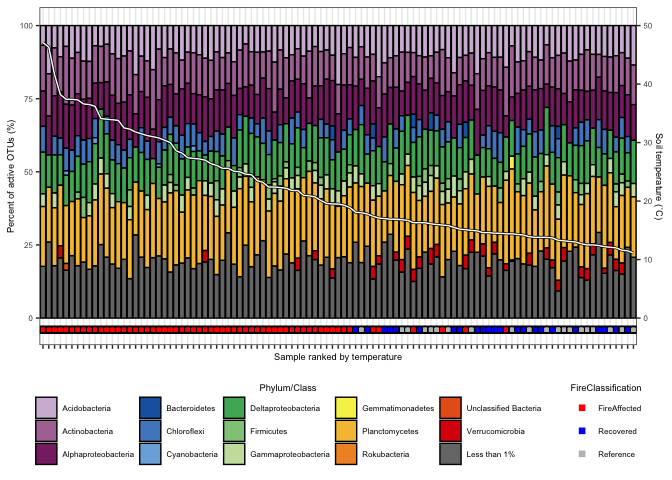 100
75
50
25
0
Percent of active OTUs (%)
50
40
30
20
10
0
Soil temperature (˚C)
Sample ranked by temperature
Phylum/Class
Acidobacteria
Actinobacteria
Alphaproteobacteria
Bacteroidetes
Chloroflexi
Cyanobacteria
Deltaproteobacteria
Firmicutes
Gammaproteobacteria
Gemmatimonadetes
Planctomycetes
Rokubacteria
Unclassified Bacteria
Verrucomicrobia
Less than 1%
FireClassification
FireAffected
Recovered
Reference